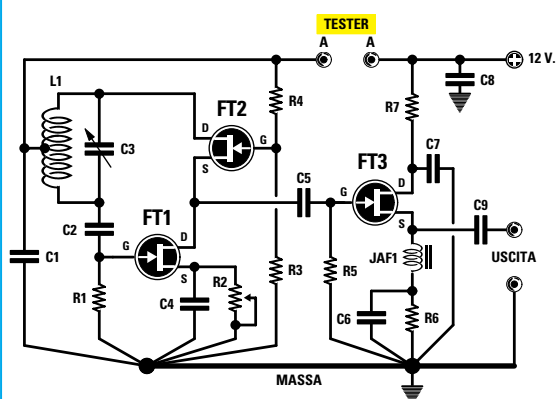 TESTER
A A
12 V.
L1
C8
R4
R7
FT2
D
G
S
C3
C7
FT3
C5
D
G
S
C9
C2
FT1
D
G
S
JAF1
USCITA
C1
R2
R3
R5
R1
C4
C6
R6
MASSA